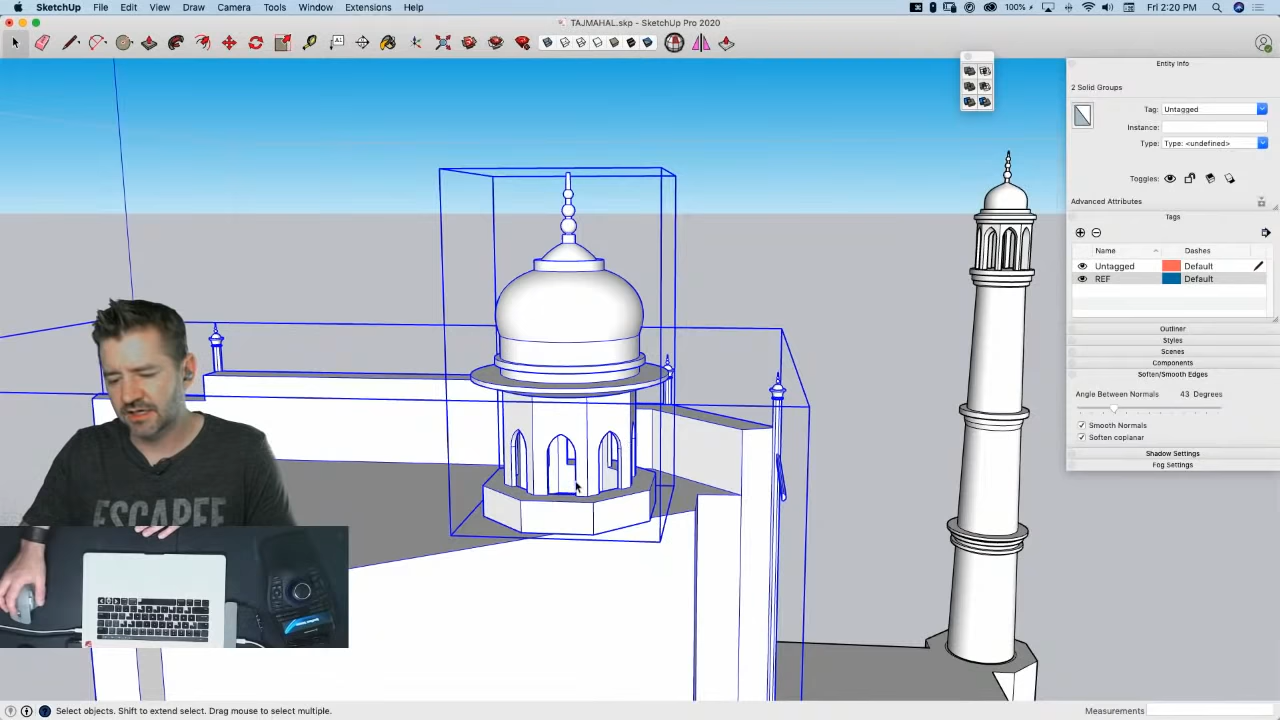 SketchUp File Edit View Draw Camera Tools Window Extensions Help 100% Fri 2:20 PM
TAJMAHAL.skp - SketchUp Pro 2020
Entity Info
2 Solid Groups
Tag: Untagged
Instance:
Type: Type: <undefined>
Toggles:
Advanced Attributes
Tags
Name Dashes
Untagged Default
REF Default
Outliner
Styles
Scenes
Components
Soften/Smooth Edges
Angle Between Normals 43 Degrees
Smooth Normals
Soften coplanar
Shadow Settings
Fog Settings
ESCAPEE
Select objects. Shift to extend select. Drag mouse to select multiple.
Measurements